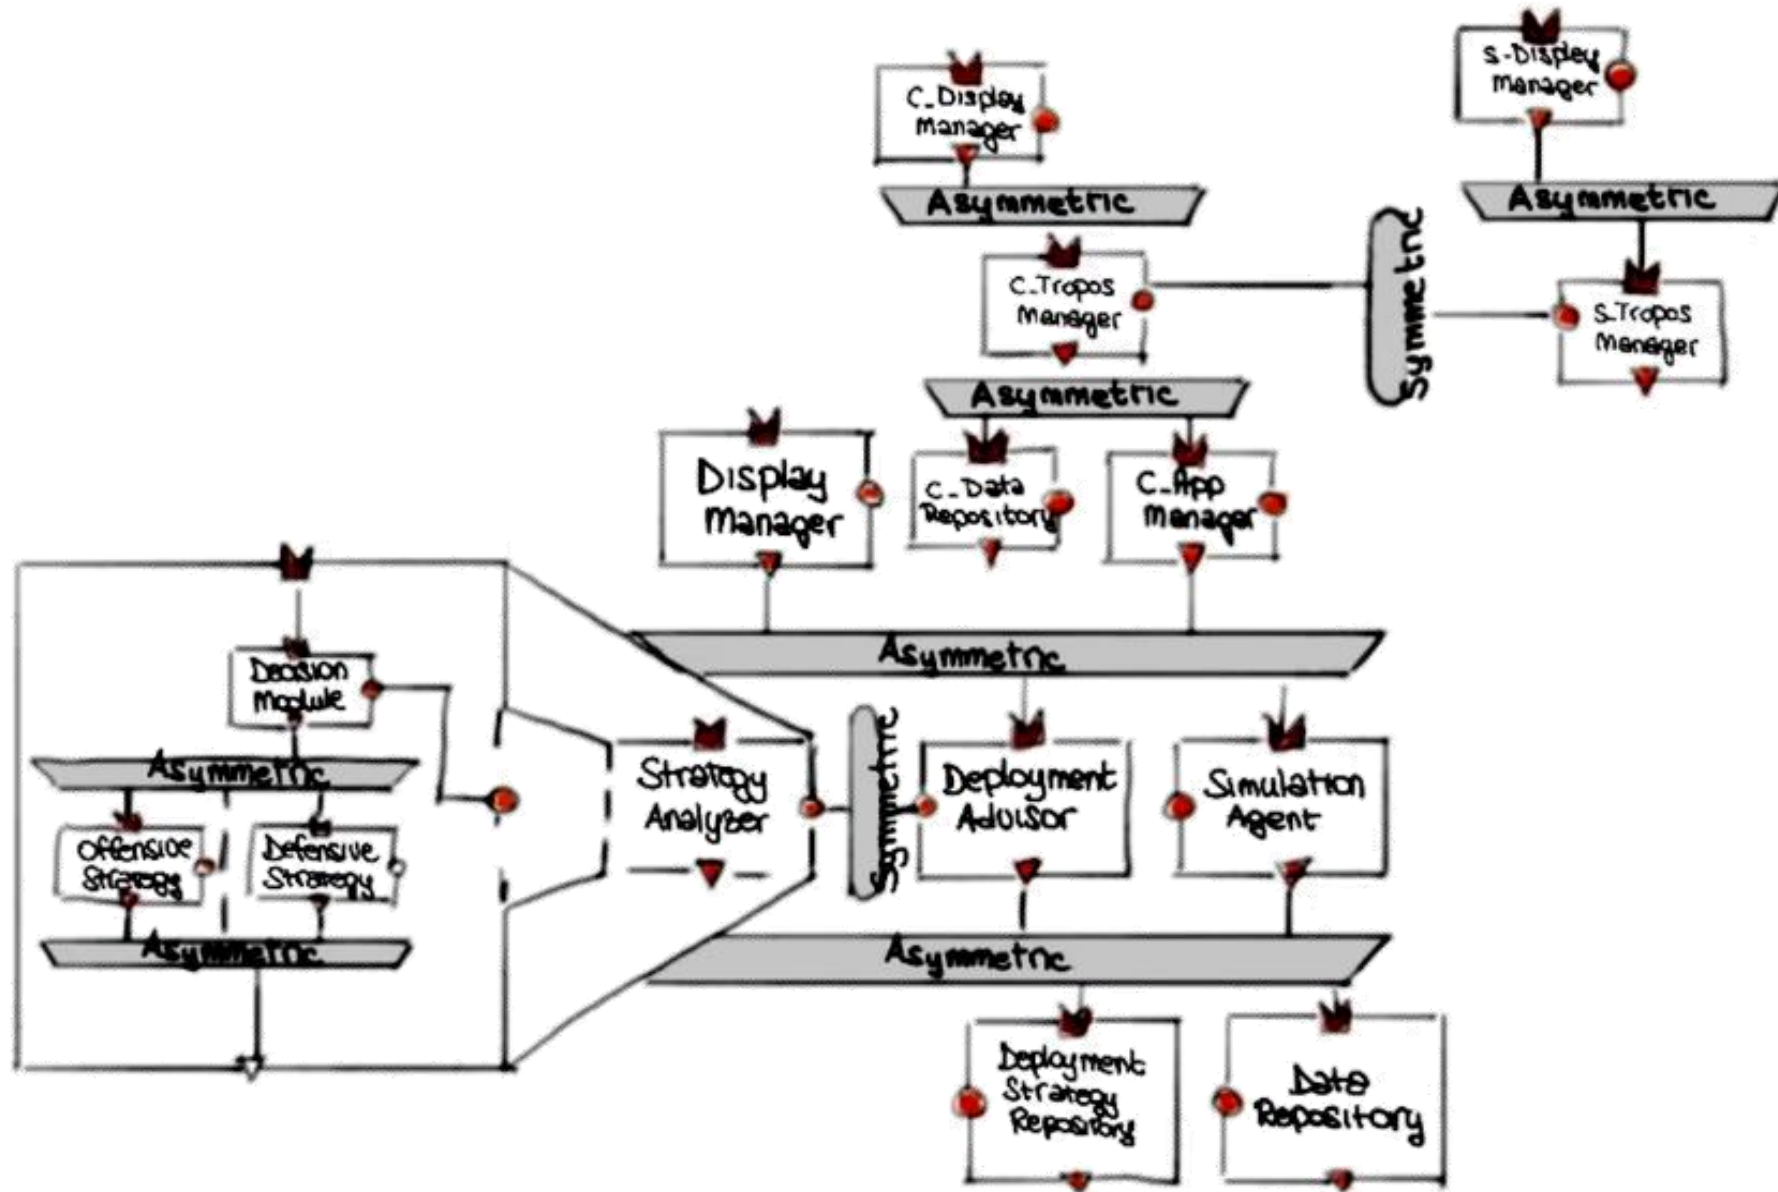 S-Display
Manager
C_Display
Manager
Asymmetric
Asymmetric
C_Tropos
Manager
Symmetric
S_Tropos
Manager
Asymmetric
Display
Manager
C_Data
Repository
C_App
Manager
Asymmetric
Decision
Module
Asymmetric
Offensive
Strategy
Defensive
Strategy
Asymmetric
Strategy
Analyzer
Symmetric
Deployment
Advisor
Simulation
Agent
Asymmetric
Deployment
Strategy
Repository
Data
Repository